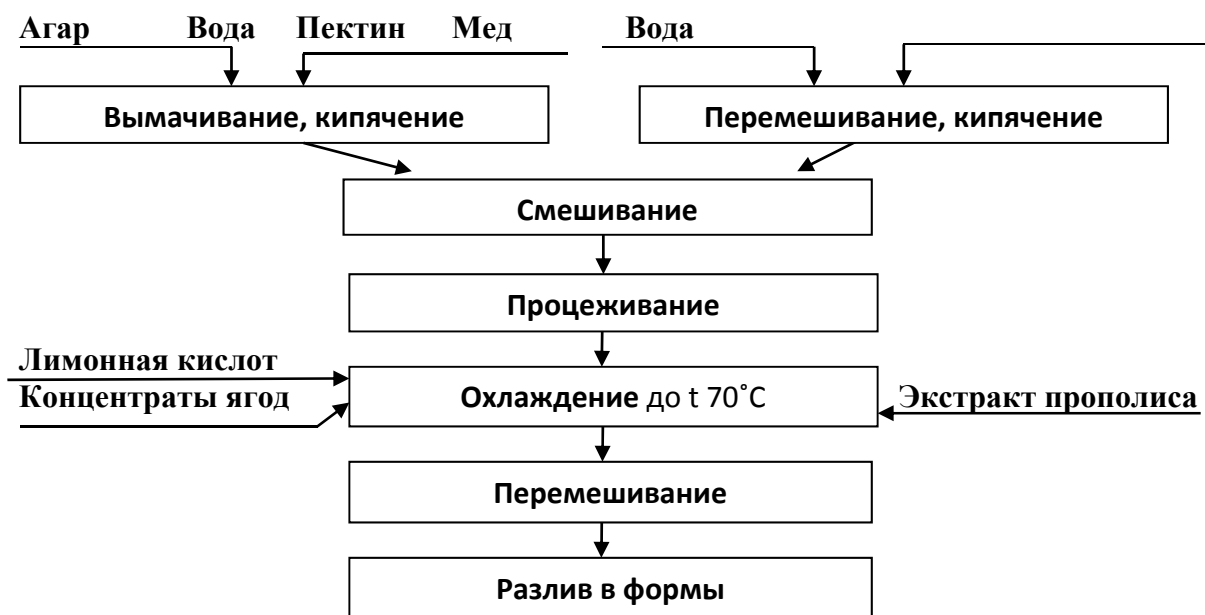 Агар Вода Пектин Мед Вода
Вымачивание, кипячение Перемешивание, кипячение
Смешивание
Процеживание
Лимонная кислот
Концентраты ягод
Охлаждение до t 70˚С
Экстракт прополиса
Перемешивание
Разлив в формы